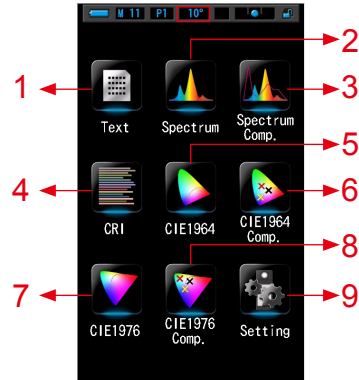 M 11 P1 10°
2
1
3
Text Spectrum Spectrum
Comp.
5
4
6
CRI CIE1964 CIE1964
Comp.
8
7
9
CIE1976 CIE1976 Setting
Comp.